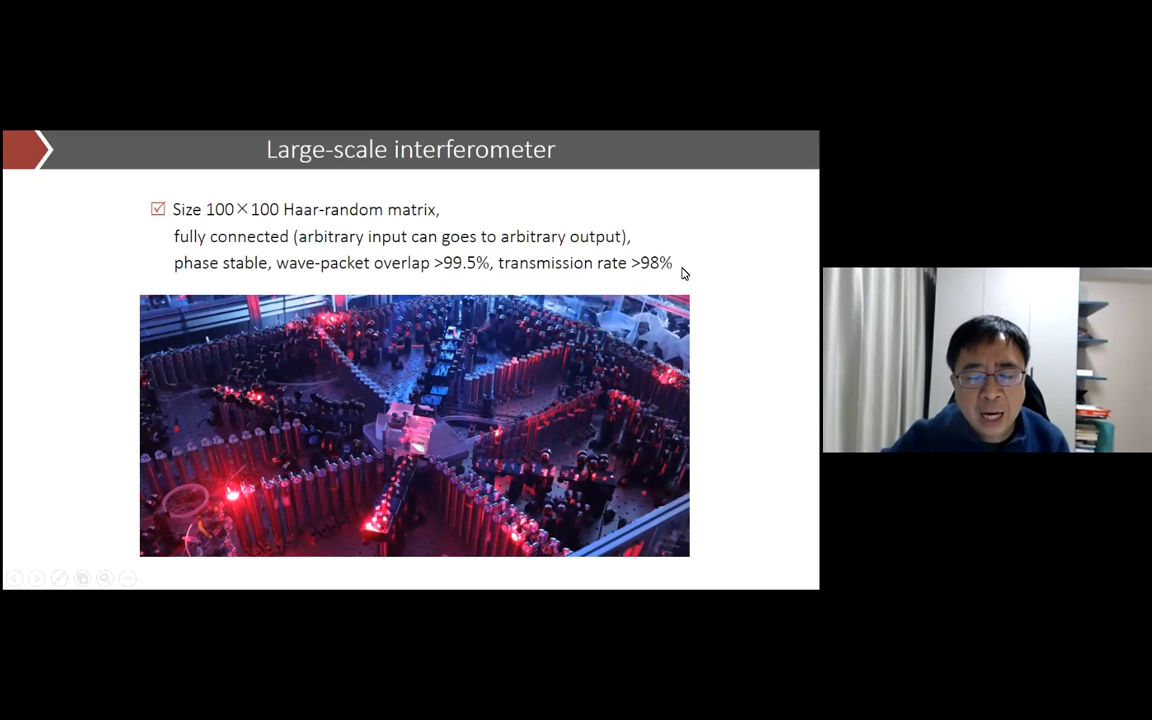 Large-scale interferometer
Size 100×100 Haar-random matrix,
fully connected (arbitrary input can goes to arbitrary output),
phase stable, wave-packet overlap >99.5%, transmission rate >98%